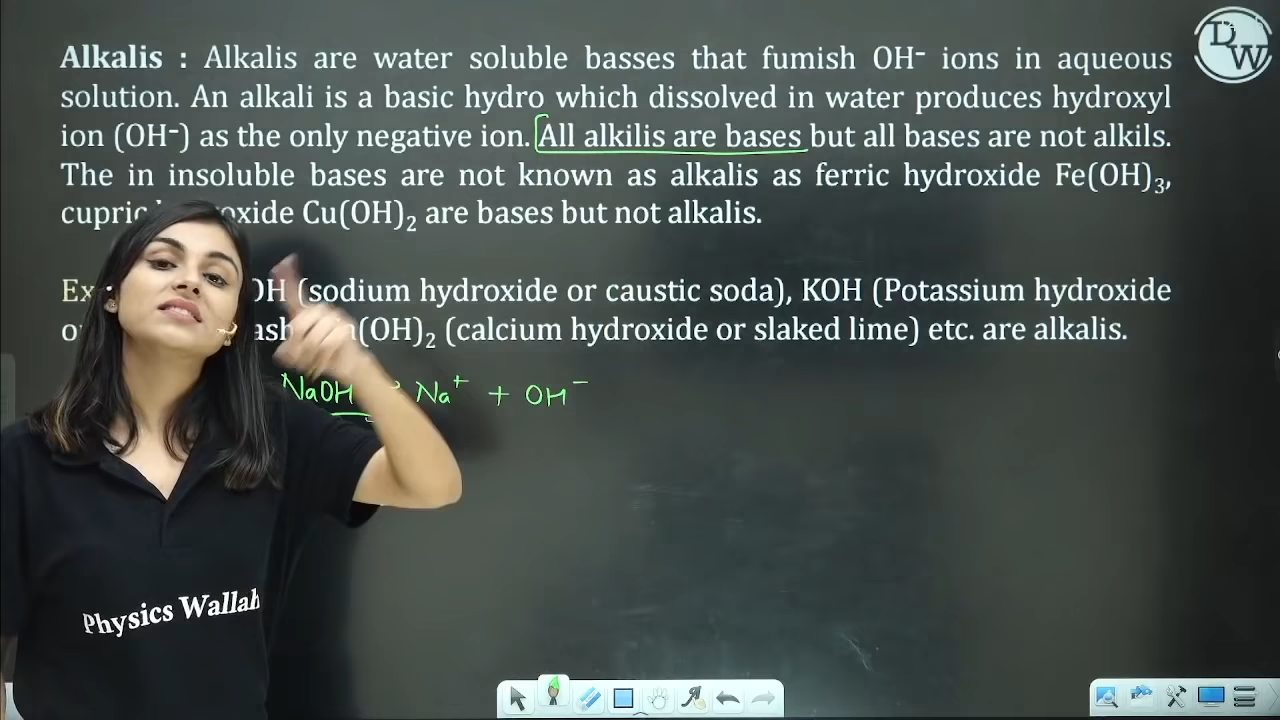 Alkalis : Alkalis are water soluble basses that fumish OH⁻ ions in aqueous
solution. An alkali is a basic hydro which dissolved in water produces hydroxyl
ion (OH⁻) as the only negative ion. All alkilis are bases but all bases are not alkils.
The in insoluble bases are not known as alkalis as ferric hydroxide Fe(OH)₃,
cupric oxide Cu(OH)₂ are bases but not alkalis.
Ex : OH (sodium hydroxide or caustic soda), KOH (Potassium hydroxide
(OH)₂ (calcium hydroxide or slaked lime) etc. are alkalis.
NaOH Na⁺ + OH⁻
Physics Wallah
PW